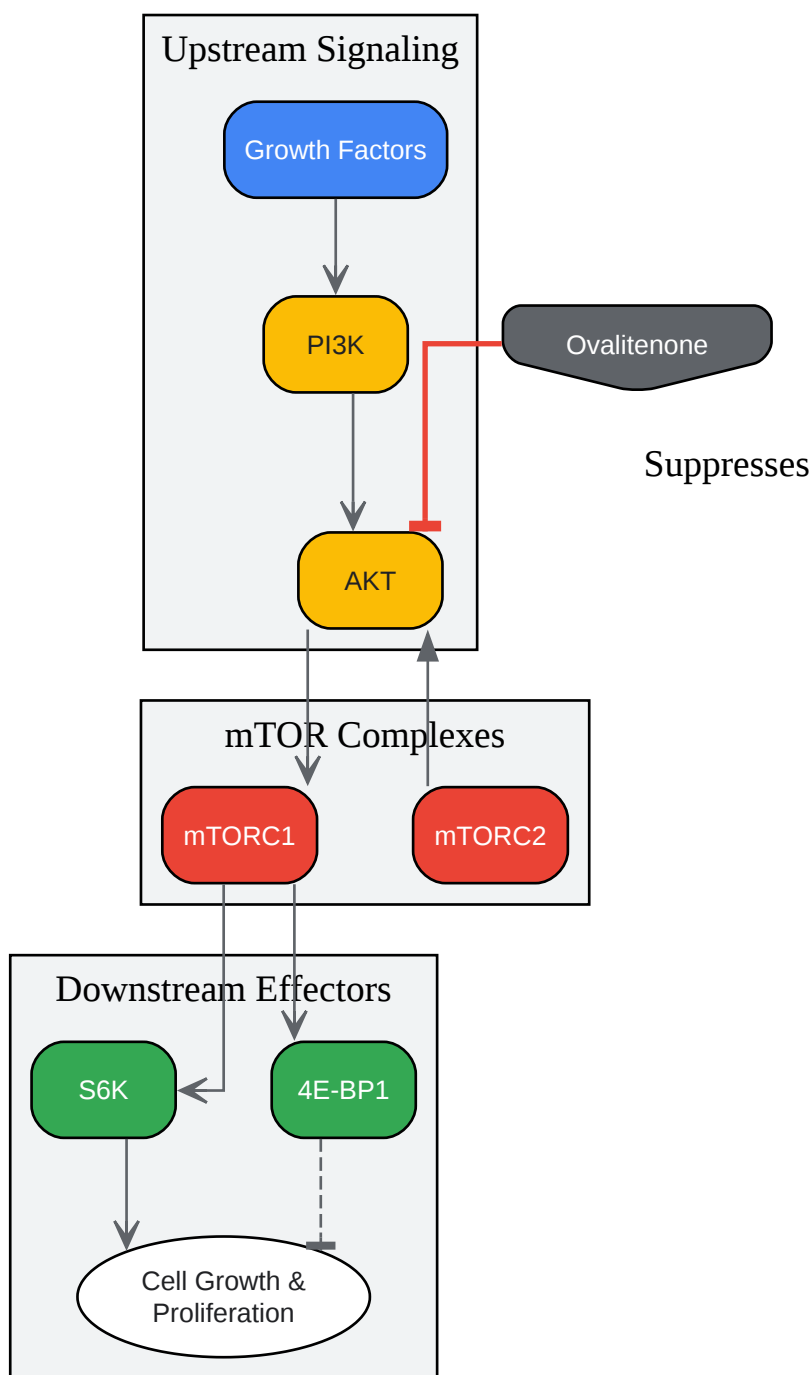 Upstream Signaling
Growth Factors
PI3K
Ovalitenone
Suppresses
AKT
mTOR Complexes
mTORC1
mTORC2
Downstream Effectors
S6K
4E-BP1
Cell Growth &
Proliferation